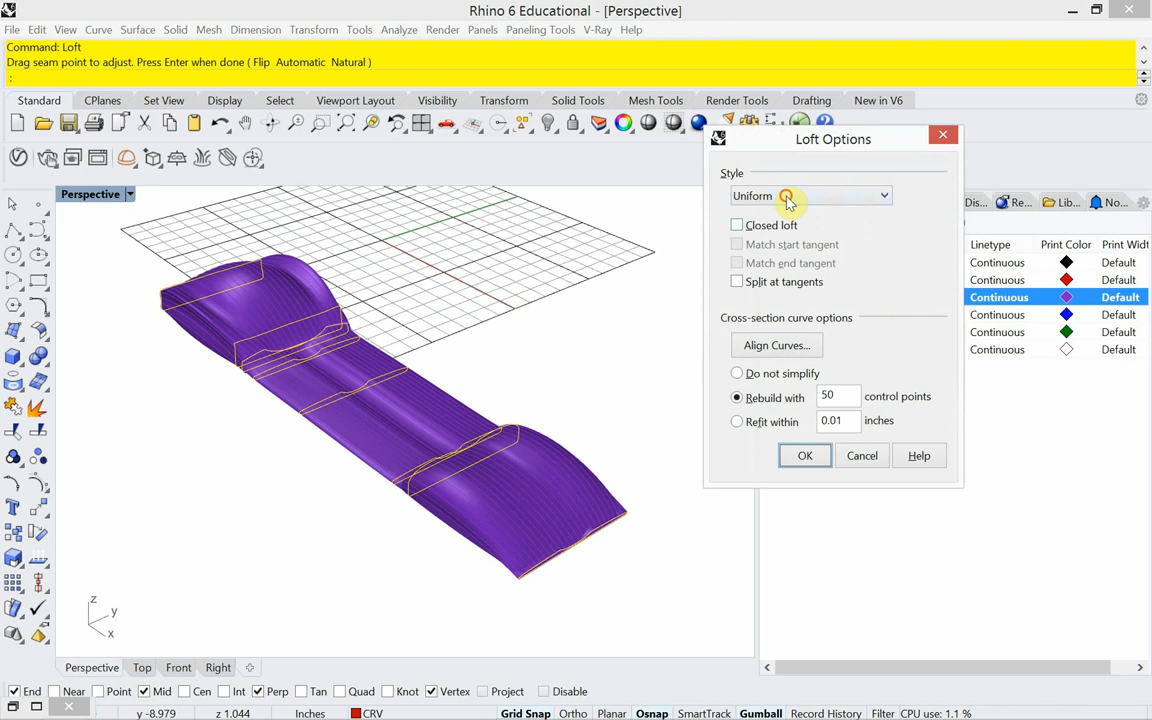 Rhino 6 Educational - [Perspective]
File Edit View Curve Surface Solid Mesh Dimension Transform Tools Analyze Render Panels Paneling Tools V-Ray Help
Command: Loft
Drag seam point to adjust. Press Enter when done ( Flip Automatic Natural )
:
Standard CPlanes Set View Display Select Viewport Layout Visibility Transform Solid Tools Mesh Tools Render Tools Drafting New in V6
Loft Options
Style
Perspective
Uniform
Dis... Re... Lib... No...
Closed loft
Match start tangent
Match end tangent
Split at tangents
Linetype Print Color Print Widt
Continuous Default
Continuous Default
Continuous Default
Continuous Default
Continuous Default
Continuous Default
Cross-section curve options
Align Curves...
Do not simplify
Rebuild with 50 control points
Refit within 0.01 inches
OK Cancel Help
z
y
x
Perspective Top Front Right
End Near Point Mid Cen Int Perp Tan Quad Knot Vertex Project Disable
y -8.979 z 1.044 Inches CRV Grid Snap Ortho Planar Osnap SmartTrack Gumball Record History Filter CPU use: 1.1 %